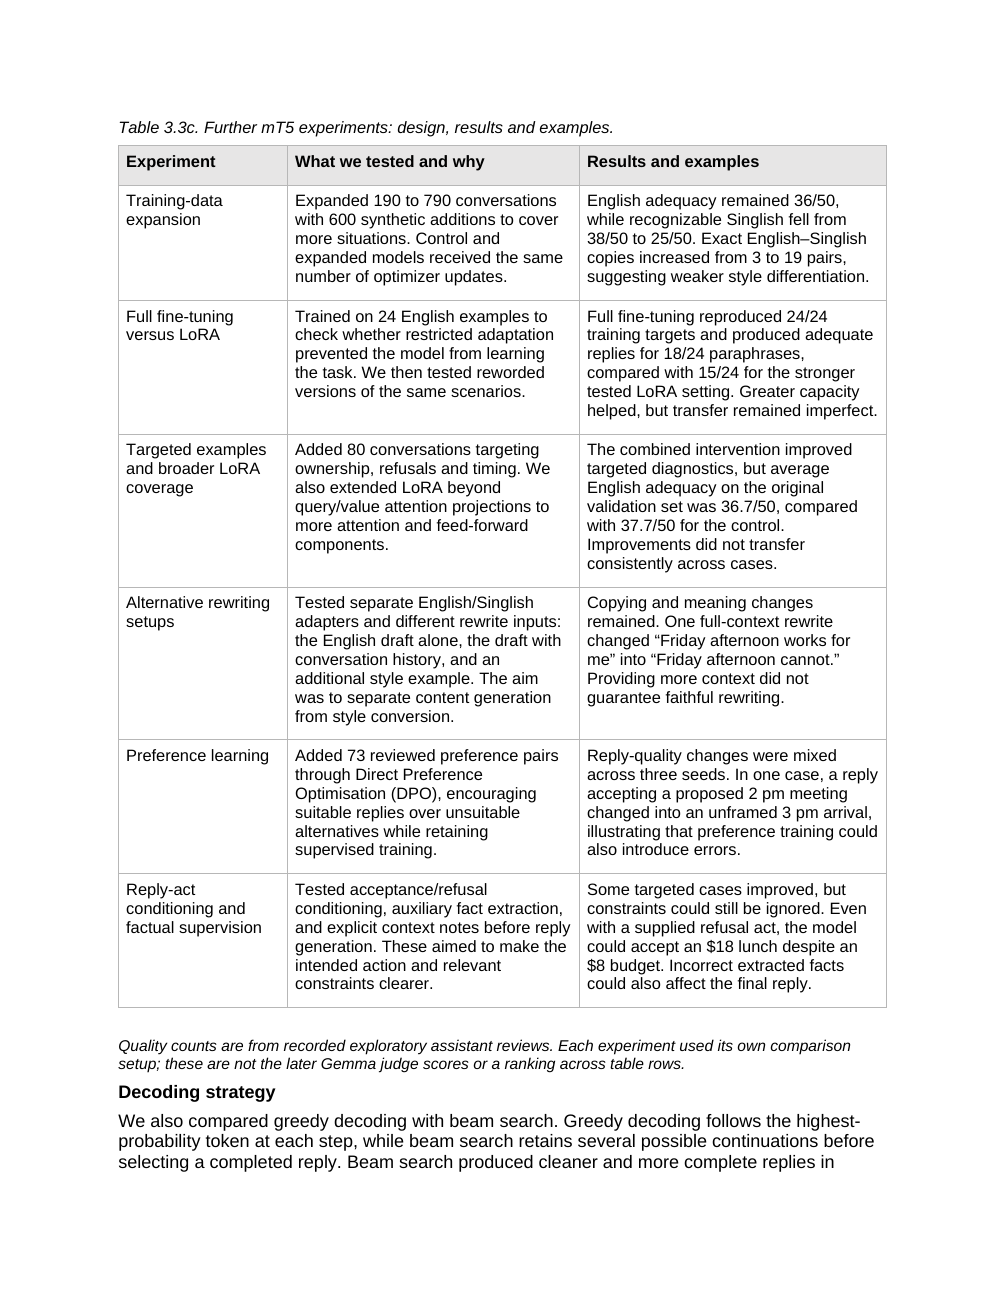 Table 3.3c. Further mT5 experiments: design, results and examples.
Experiment
What we tested and why
Results and examples
Training-data
expansion
Expanded 190 to 790 conversations
with 600 synthetic additions to cover
more situations. Control and
expanded models received the same
number of optimizer updates.
English adequacy remained 36/50,
while recognizable Singlish fell from
38/50 to 25/50. Exact English–Singlish
copies increased from 3 to 19 pairs,
suggesting weaker style differentiation.
Full fine-tuning
versus LoRA
Trained on 24 English examples to
check whether restricted adaptation
prevented the model from learning
the task. We then tested reworded
versions of the same scenarios.
Full fine-tuning reproduced 24/24
training targets and produced adequate
replies for 18/24 paraphrases,
compared with 15/24 for the stronger
tested LoRA setting. Greater capacity
helped, but transfer remained imperfect.
Targeted examples
and broader LoRA
coverage
Added 80 conversations targeting
ownership, refusals and timing. We
also extended LoRA beyond
query/value attention projections to
more attention and feed-forward
components.
The combined intervention improved
targeted diagnostics, but average
English adequacy on the original
validation set was 36.7/50, compared
with 37.7/50 for the control.
Improvements did not transfer
consistently across cases.
Alternative rewriting
setups
Tested separate English/Singlish
adapters and different rewrite inputs:
the English draft alone, the draft with
conversation history, and an
additional style example. The aim
was to separate content generation
from style conversion.
Copying and meaning changes
remained. One full-context rewrite
changed “Friday afternoon works for
me” into “Friday afternoon cannot.”
Providing more context did not
guarantee faithful rewriting.
Preference learning
Added 73 reviewed preference pairs
through Direct Preference
Optimisation (DPO), encouraging
suitable replies over unsuitable
alternatives while retaining
supervised training.
Reply-quality changes were mixed
across three seeds. In one case, a reply
accepting a proposed 2 pm meeting
changed into an unframed 3 pm arrival,
illustrating that preference training could
also introduce errors.
Reply-act
conditioning and
factual supervision
Tested acceptance/refusal
conditioning, auxiliary fact extraction,
and explicit context notes before reply
generation. These aimed to make the
intended action and relevant
constraints clearer.
Some targeted cases improved, but
constraints could still be ignored. Even
with a supplied refusal act, the model
could accept an $18 lunch despite an
$8 budget. Incorrect extracted facts
could also affect the final reply.
Quality counts are from recorded exploratory assistant reviews. Each experiment used its own comparison
setup; these are not the later Gemma judge scores or a ranking across table rows.
Decoding strategy
We also compared greedy decoding with beam search. Greedy decoding follows the highest-
probability token at each step, while beam search retains several possible continuations before
selecting a completed reply. Beam search produced cleaner and more complete replies in